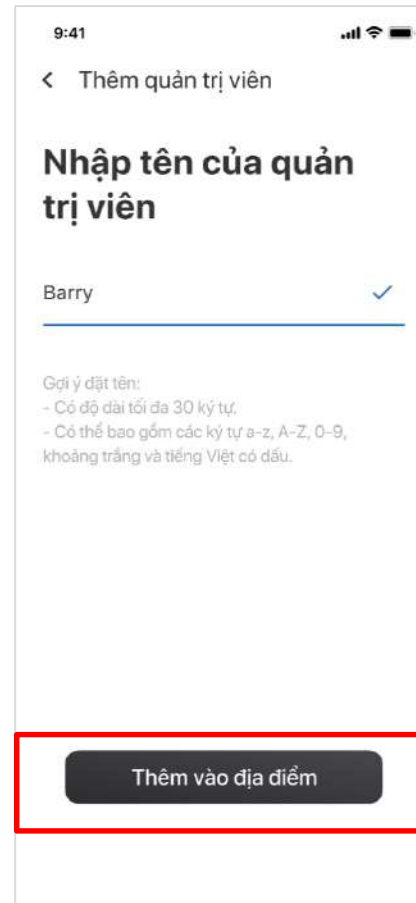 9:41
Thêm quản trị viên
Nhập tên của quản
trị viên
Barry
Gợi ý đặt tên:
- Có độ dài tối đa 30 ký tự.
- Có thể bao gồm các ký tự a-z, A-Z, 0-9,
khoảng trắng và tiếng Việt có dấu.
Thêm vào địa điểm